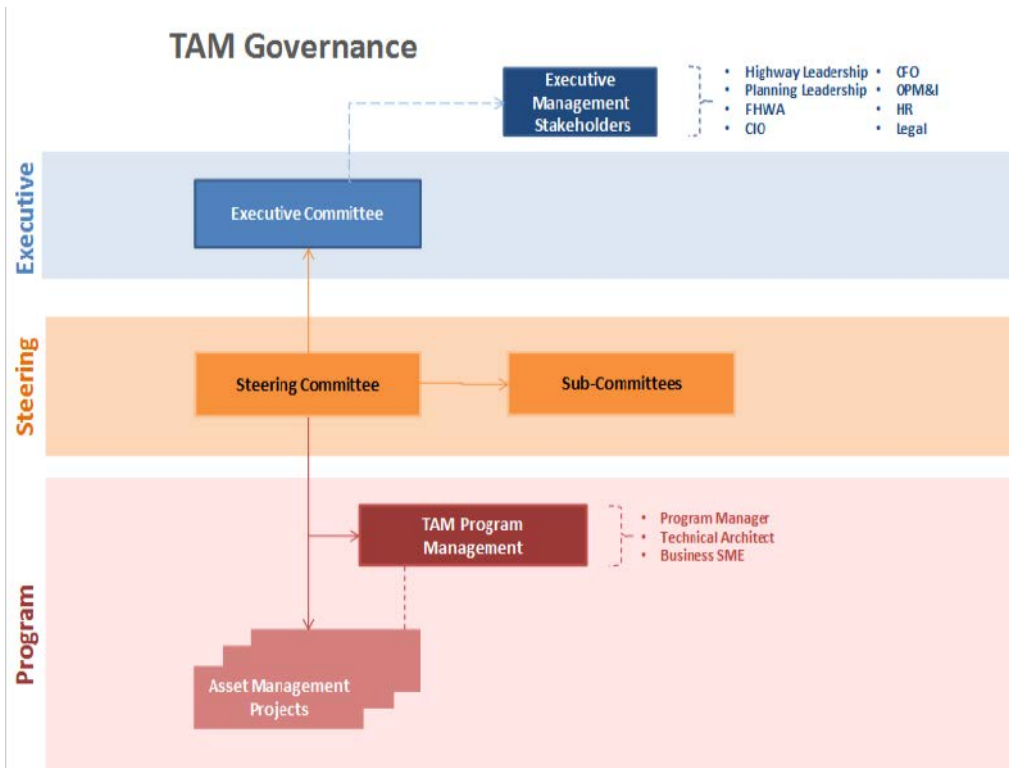 TAM Governance
Executive
Management
Stakeholders
• Highway Leadership
• Planning Leadership
• FHWA
• CIO
• CFO
• OPM&I
• HR
• Legal
Executive
Executive Committee
Steering
Steering Committee
Sub-Committees
Program
TAM Program
Management
• Program Manager
• Technical Architect
• Business SME
Asset Management
Projects